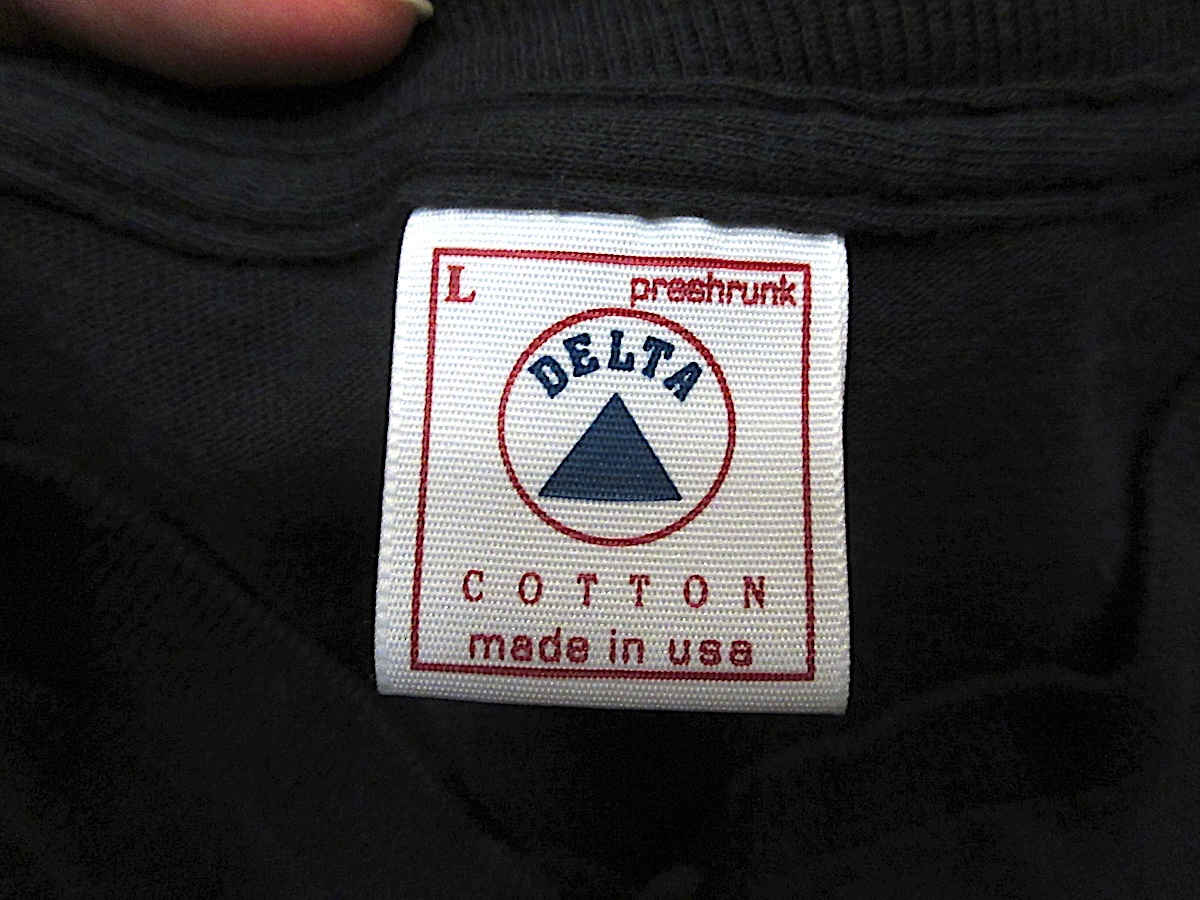 L preshrunk
DELTA
COTTON
made in usa